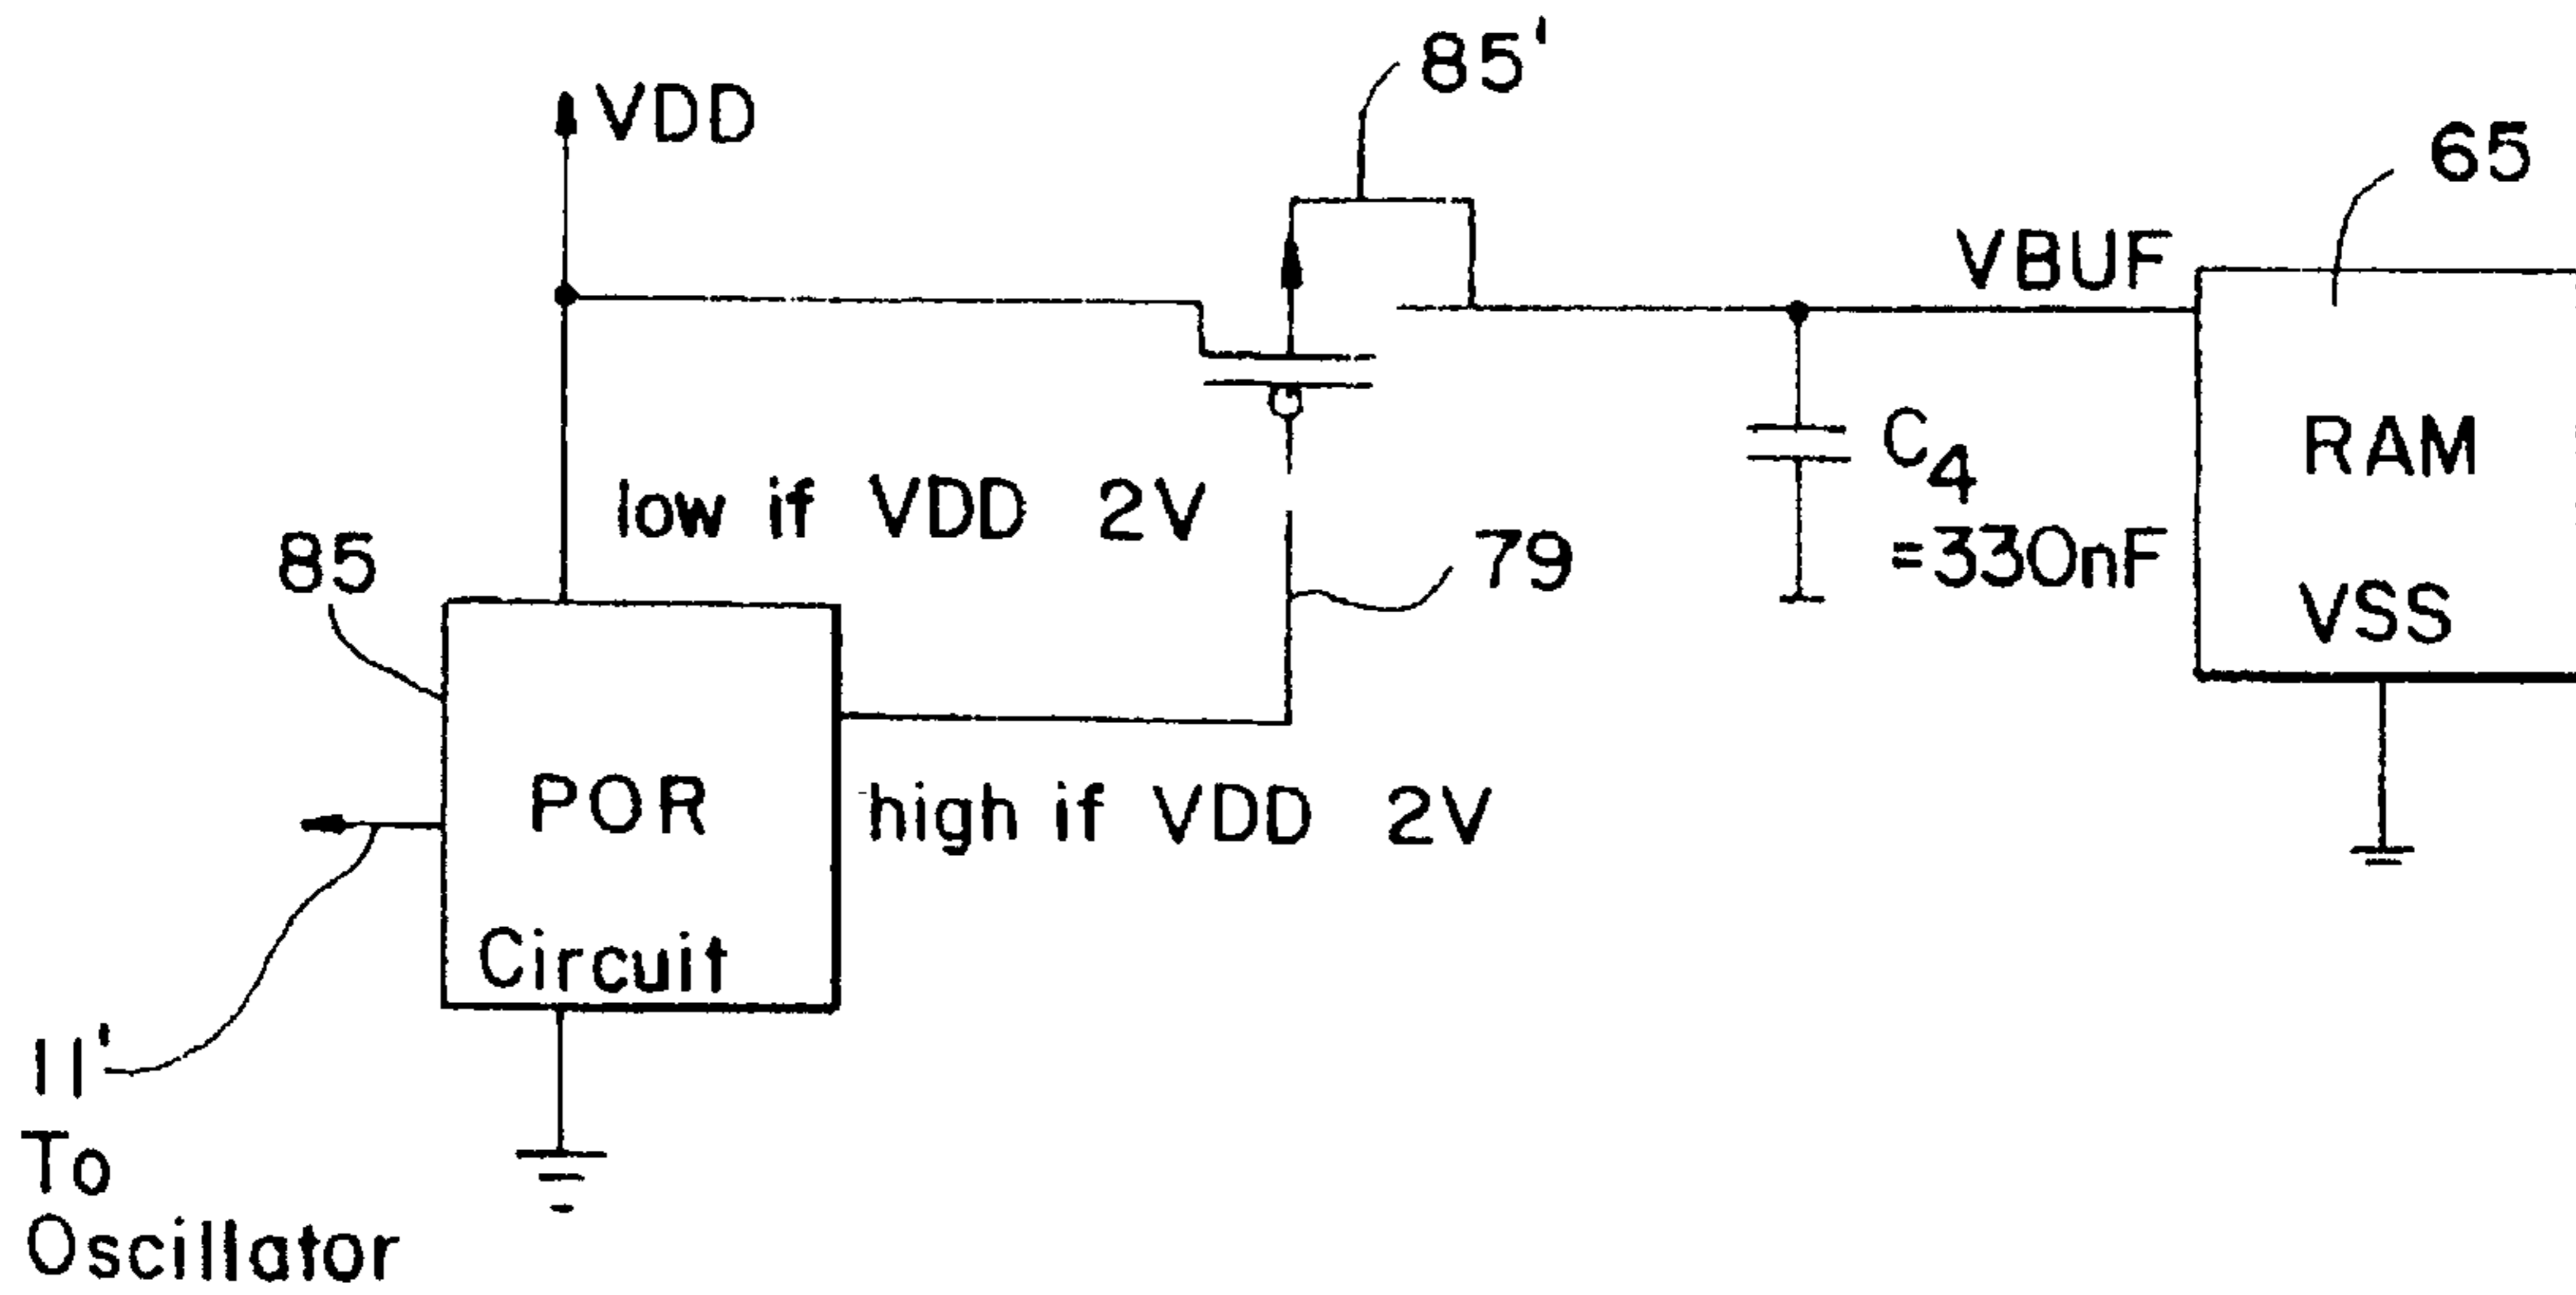 85'
VDD
65
VBUF
RAM
VSS
C4
=330nF
low if VDD 2V
79
85
POR
Circuit
high if VDD 2V
11'
To
Oscillator